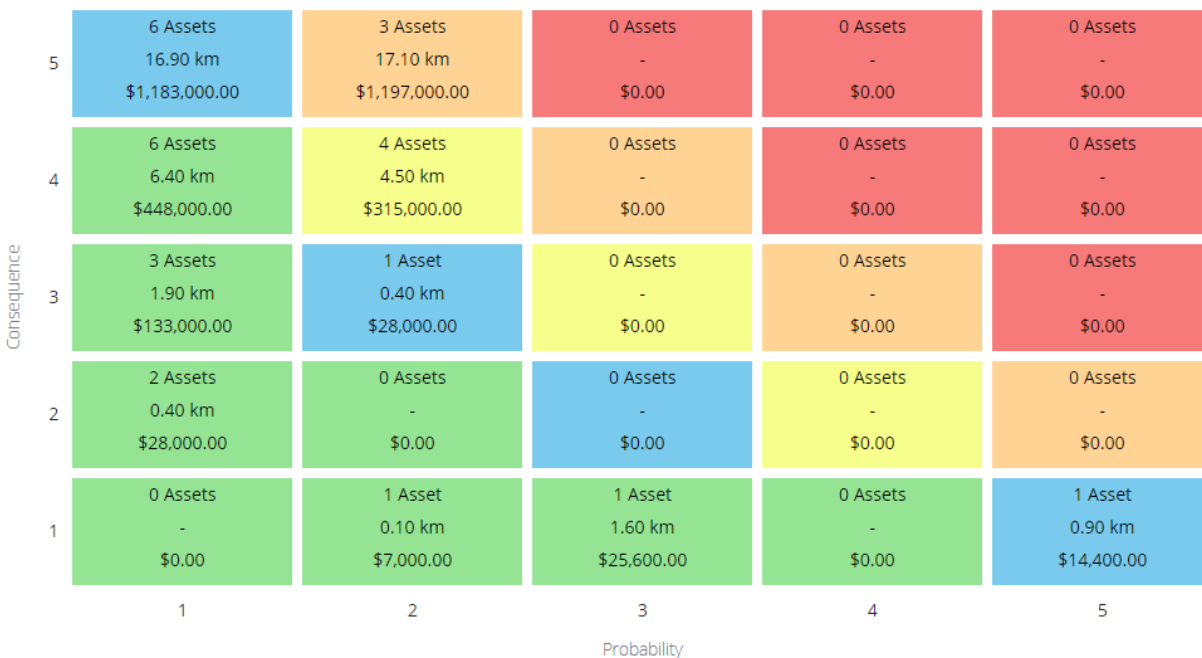 6 Assets
16.90 km
$1,183,000.00
3 Assets
17.10 km
$1,197,000.00
0 Assets
-
$0.00
0 Assets
-
$0.00
0 Assets
-
$0.00
5
6 Assets
6.40 km
$448,000.00
4 Assets
4.50 km
$315,000.00
0 Assets
-
$0.00
0 Assets
-
$0.00
0 Assets
-
$0.00
4
3 Assets
1.90 km
$133,000.00
1 Asset
0.40 km
$28,000.00
0 Assets
-
$0.00
0 Assets
-
$0.00
0 Assets
-
$0.00
3
Consequence
2 Assets
0.40 km
$28,000.00
0 Assets
-
$0.00
0 Assets
-
$0.00
0 Assets
-
$0.00
0 Assets
-
$0.00
2
0 Assets
-
$0.00
1 Asset
0.10 km
$7,000.00
1 Asset
1.60 km
$25,600.00
0 Assets
-
$0.00
1 Asset
0.90 km
$14,400.00
1
1
2
3
4
5
Probability